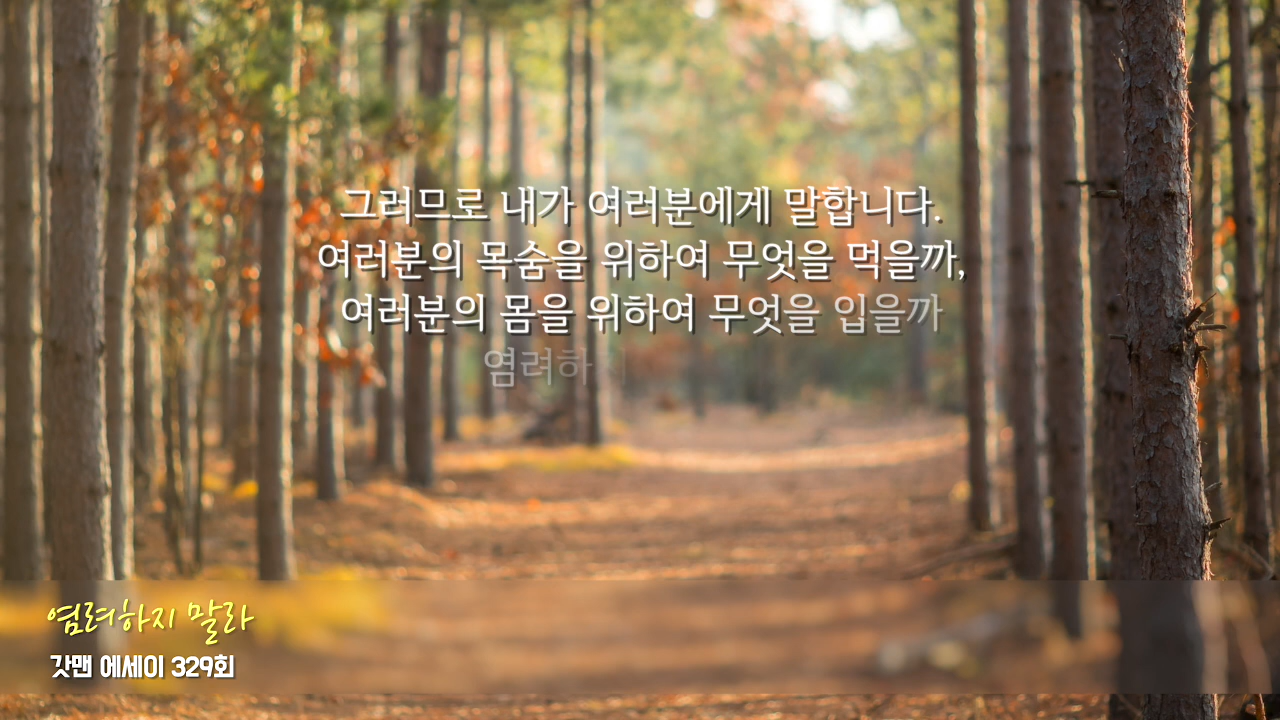 그러므로 내가 여러분에게 말합니다.
여러분의 목숨을 위하여 무엇을 먹을까,
여러분의 몸을 위하여 무엇을 입을까
염려하지
염려하지 말라
갓맨 에세이 329회